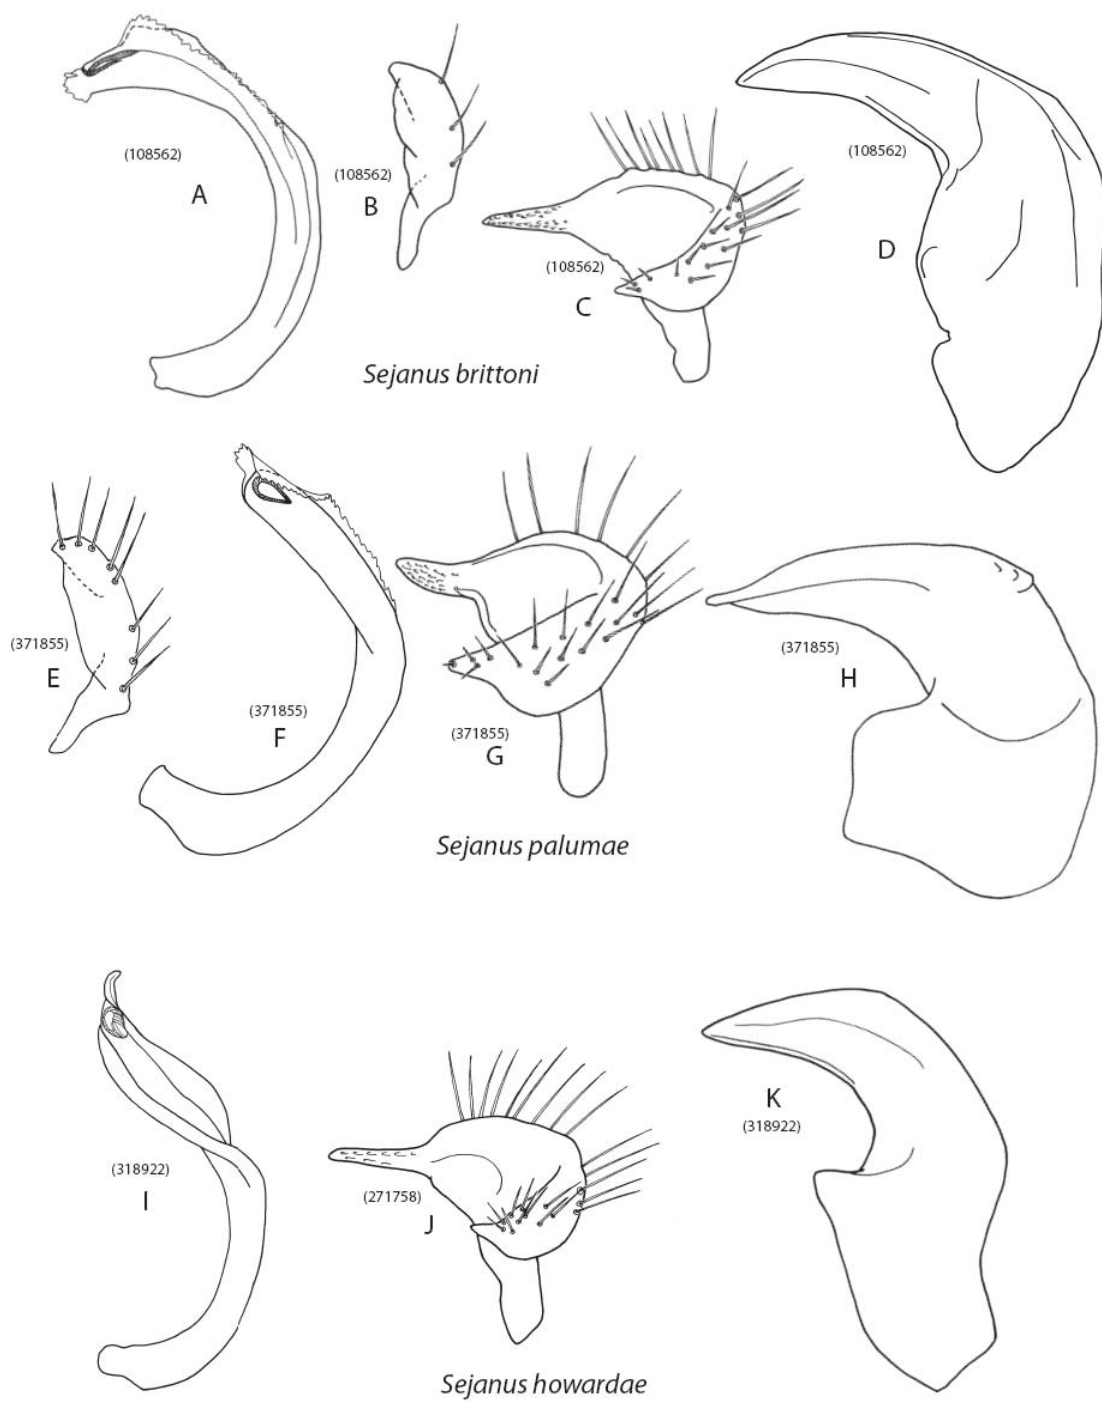 (108562)
A
(108562)
B
(108562)
C
(108562)
D
Sejanus brittoni
(371855)
E
(371855)
F
(371855)
G
(371855)
H
Sejanus palumae
(318922)
I
(271758)
J
K
(318922)
Sejanus howardae